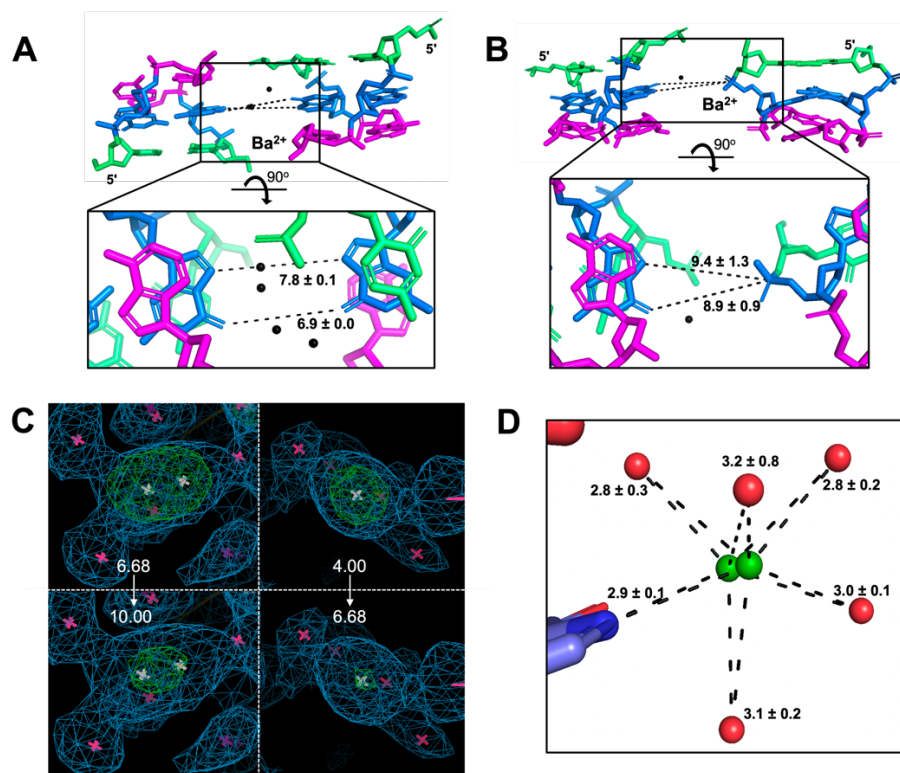 A
5'
Ba2+
5'
90o
7.8 ± 0.1
6.9 ± 0.0
B
5'
5'
Ba2+
90o
9.4 ± 1.3
8.9 ± 0.9
C
6.68
10.00
4.00
6.68
D
3.2 ± 0.8
2.8 ± 0.3
2.8 ± 0.2
2.9 ± 0.1
3.0 ± 0.1
3.1 ± 0.2